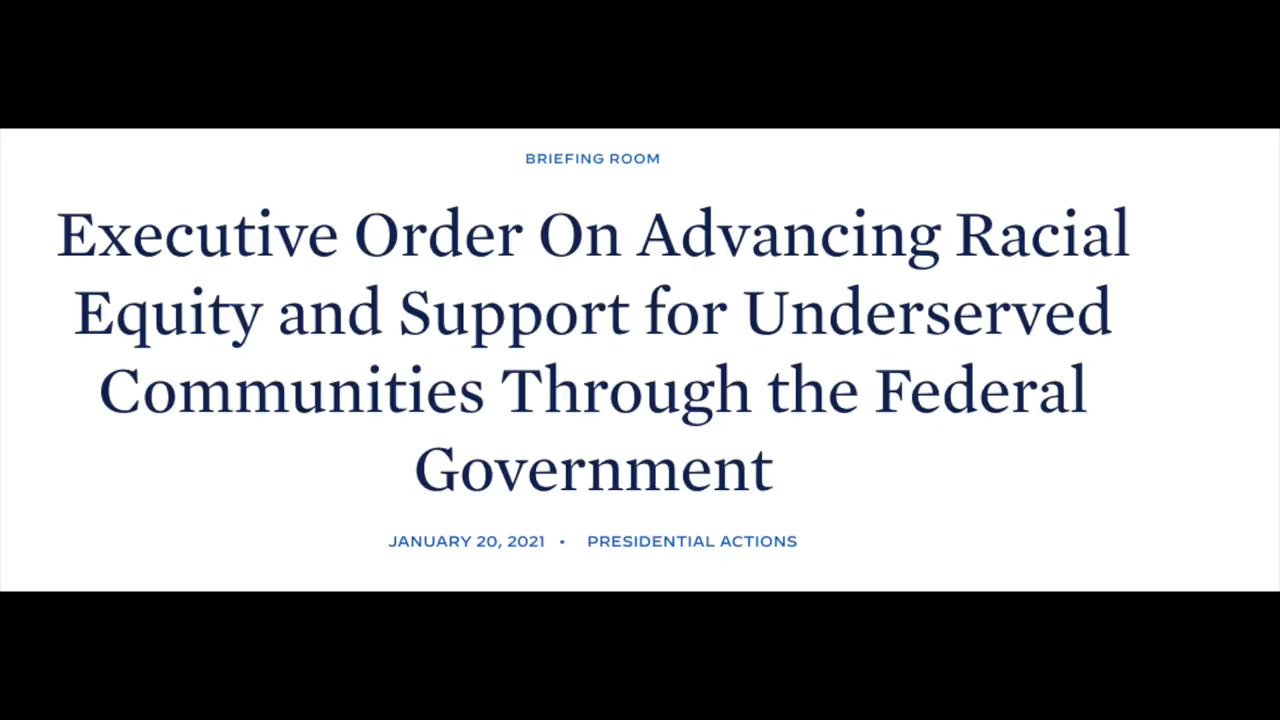 BRIEFING ROOM
Executive Order On Advancing Racial
Equity and Support for Underserved
Communities Through the Federal
Government
JANUARY 20, 2021 • PRESIDENTIAL ACTIONS